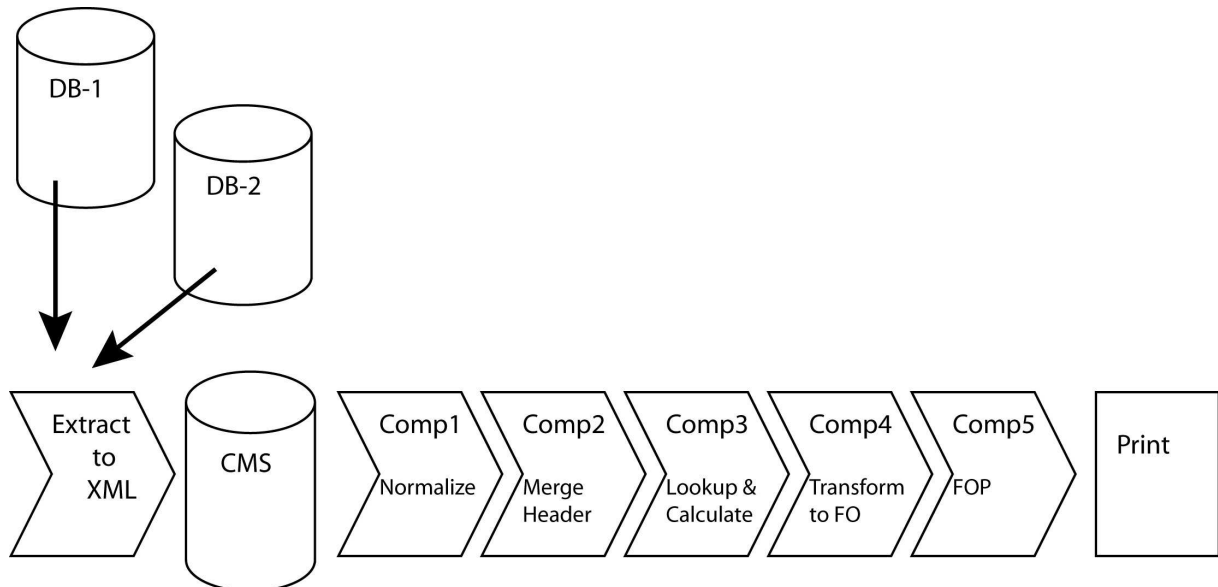 DB-1
DB-2
Extract
to
XML
CMS
Comp1
Normalize
Comp2
Merge
Header
Comp3
Lookup &
Calculate
Comp4
Transform
to FO
Comp5
FOP
Print